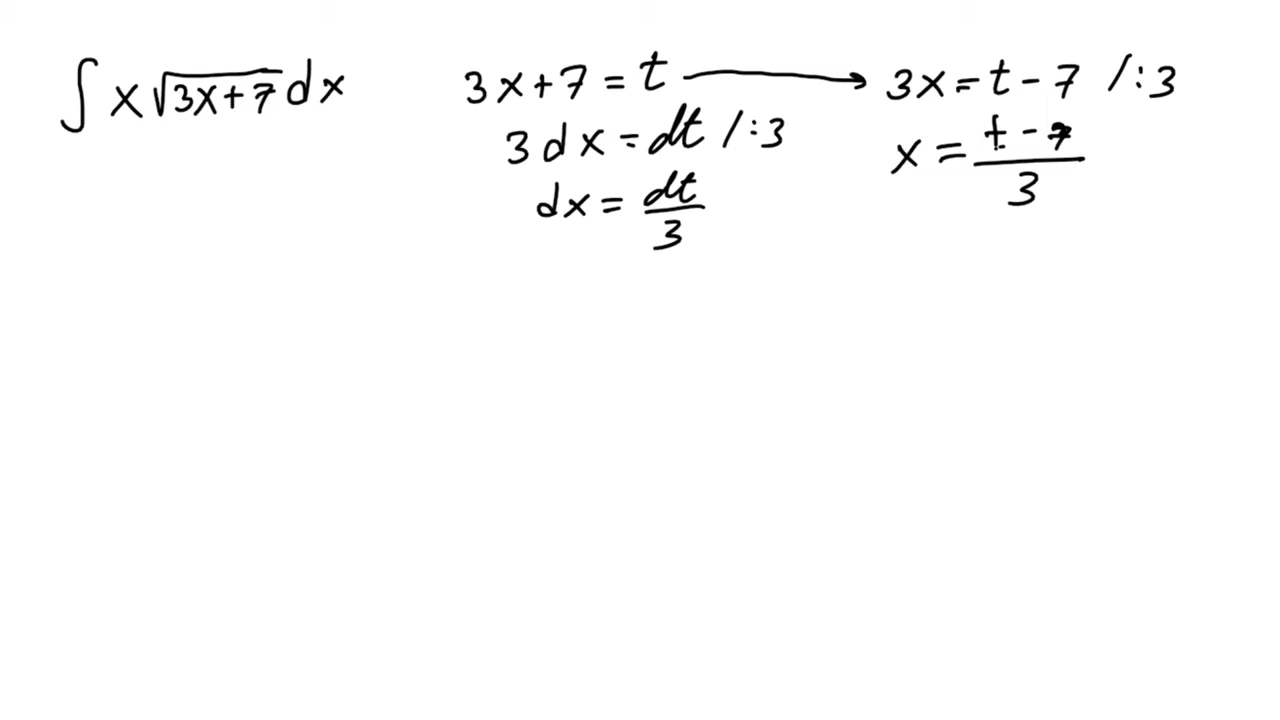 ∫ x √(3x+7) dx
3x+7 = t → 3x = t - 7 /:3
3dx = dt /:3
x = (t-7)/3
dx = dt/3